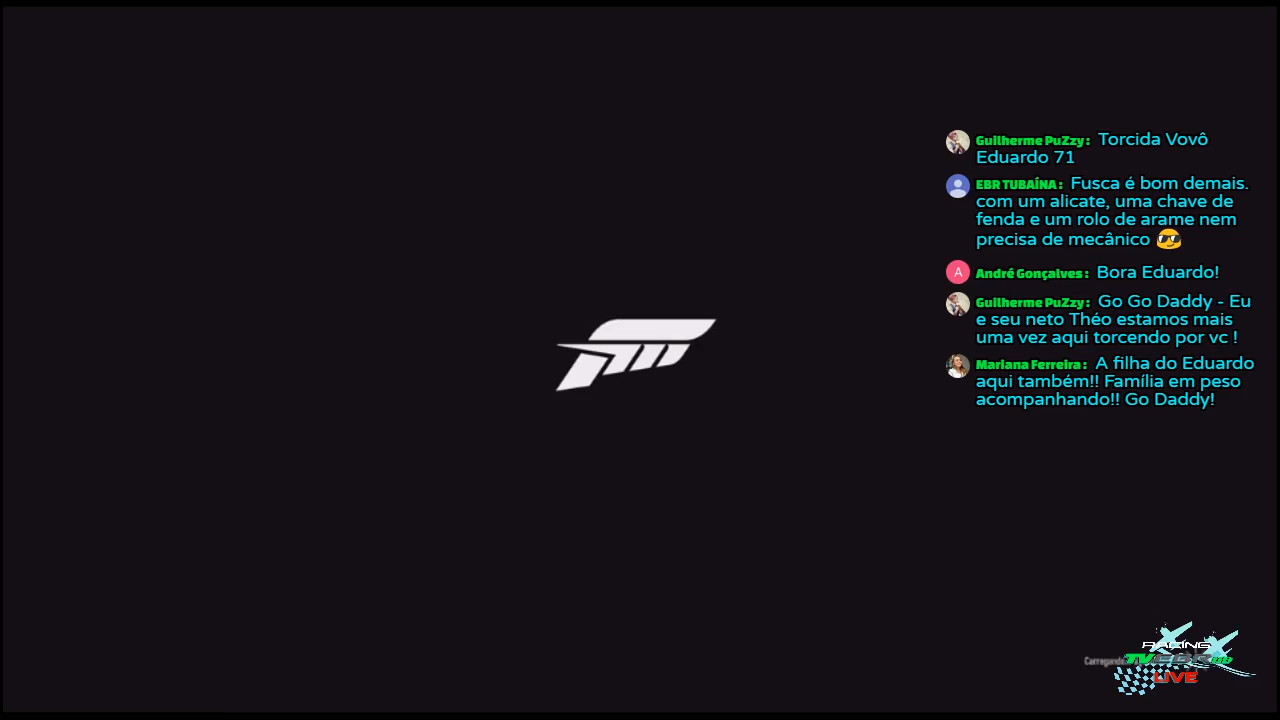 Guilherme PuZzy : Torcida Vovô
Eduardo 71
EBR TUBAÍNA : Fusca é bom demais.
com um alicate, uma chave de
fenda e um rolo de arame nem
precisa de mecânico 😎
A
André Gonçalves : Bora Eduardo!
Guilherme PuZzy : Go Go Daddy - Eu
e seu neto Théo estamos mais
uma vez aqui torcendo por vc !
Mariana Ferreira : A filha do Eduardo
aqui também!! Família em peso
acompanhando!! Go Daddy!
RACING
Carregando
LIVE